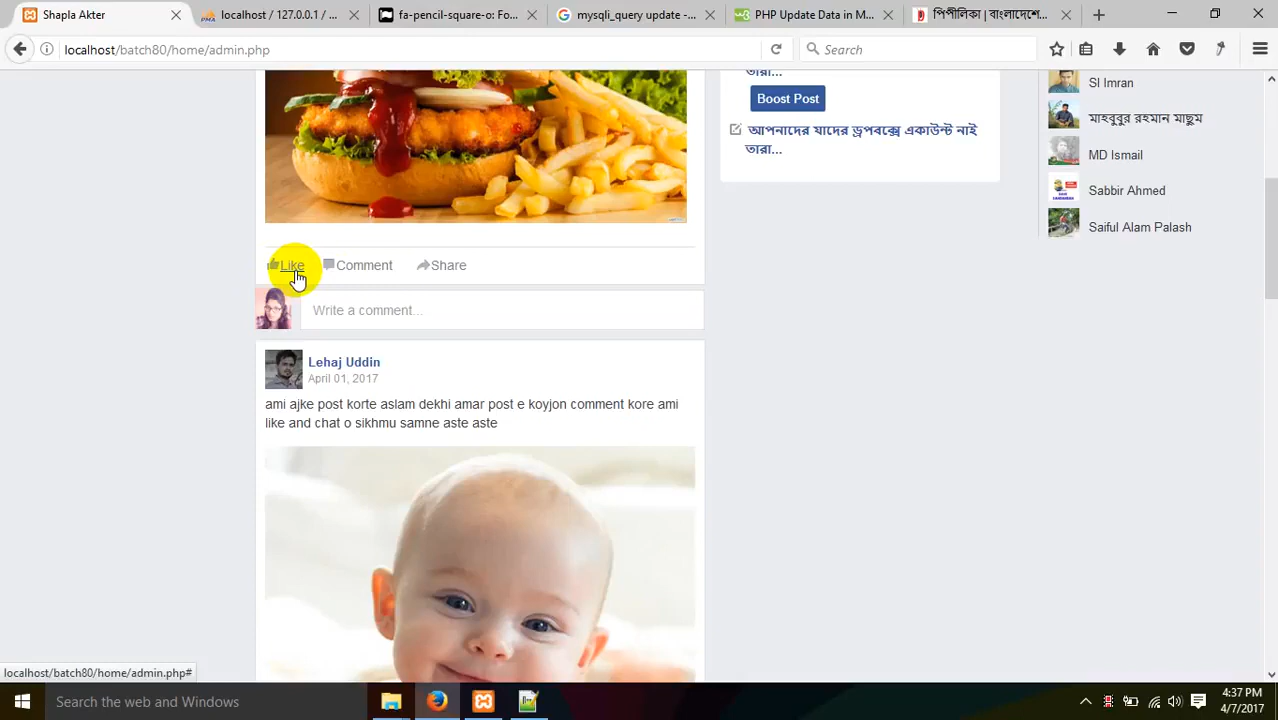 Shapla Akter
localhost / 127.0.0.1 /
fa-pencil-square-o: Fo...
mysqli_query update -...
PHP Update Data in M...
পিপীলিকা | বাংলাদেশে...
localhost/batch80/home/admin.php
Search
তারা...
Boost Post
আপনাদের যাদের ড্রপবক্সে একাউন্ট নাই
তারা...
SI Imran
মাহবুবুর রহমান মাছুম
MD Ismail
Sabbir Ahmed
Saiful Alam Palash
Like
Comment
Share
Write a comment...
Lehaj Uddin
April 01, 2017
ami ajke post korte aslam dekhi amar post e koyjon comment kore ami
like and chat o sikhmu samne aste aste
localhost/batch80/home/admin.php#
Search the web and Windows
4:37 PM
4/7/2017